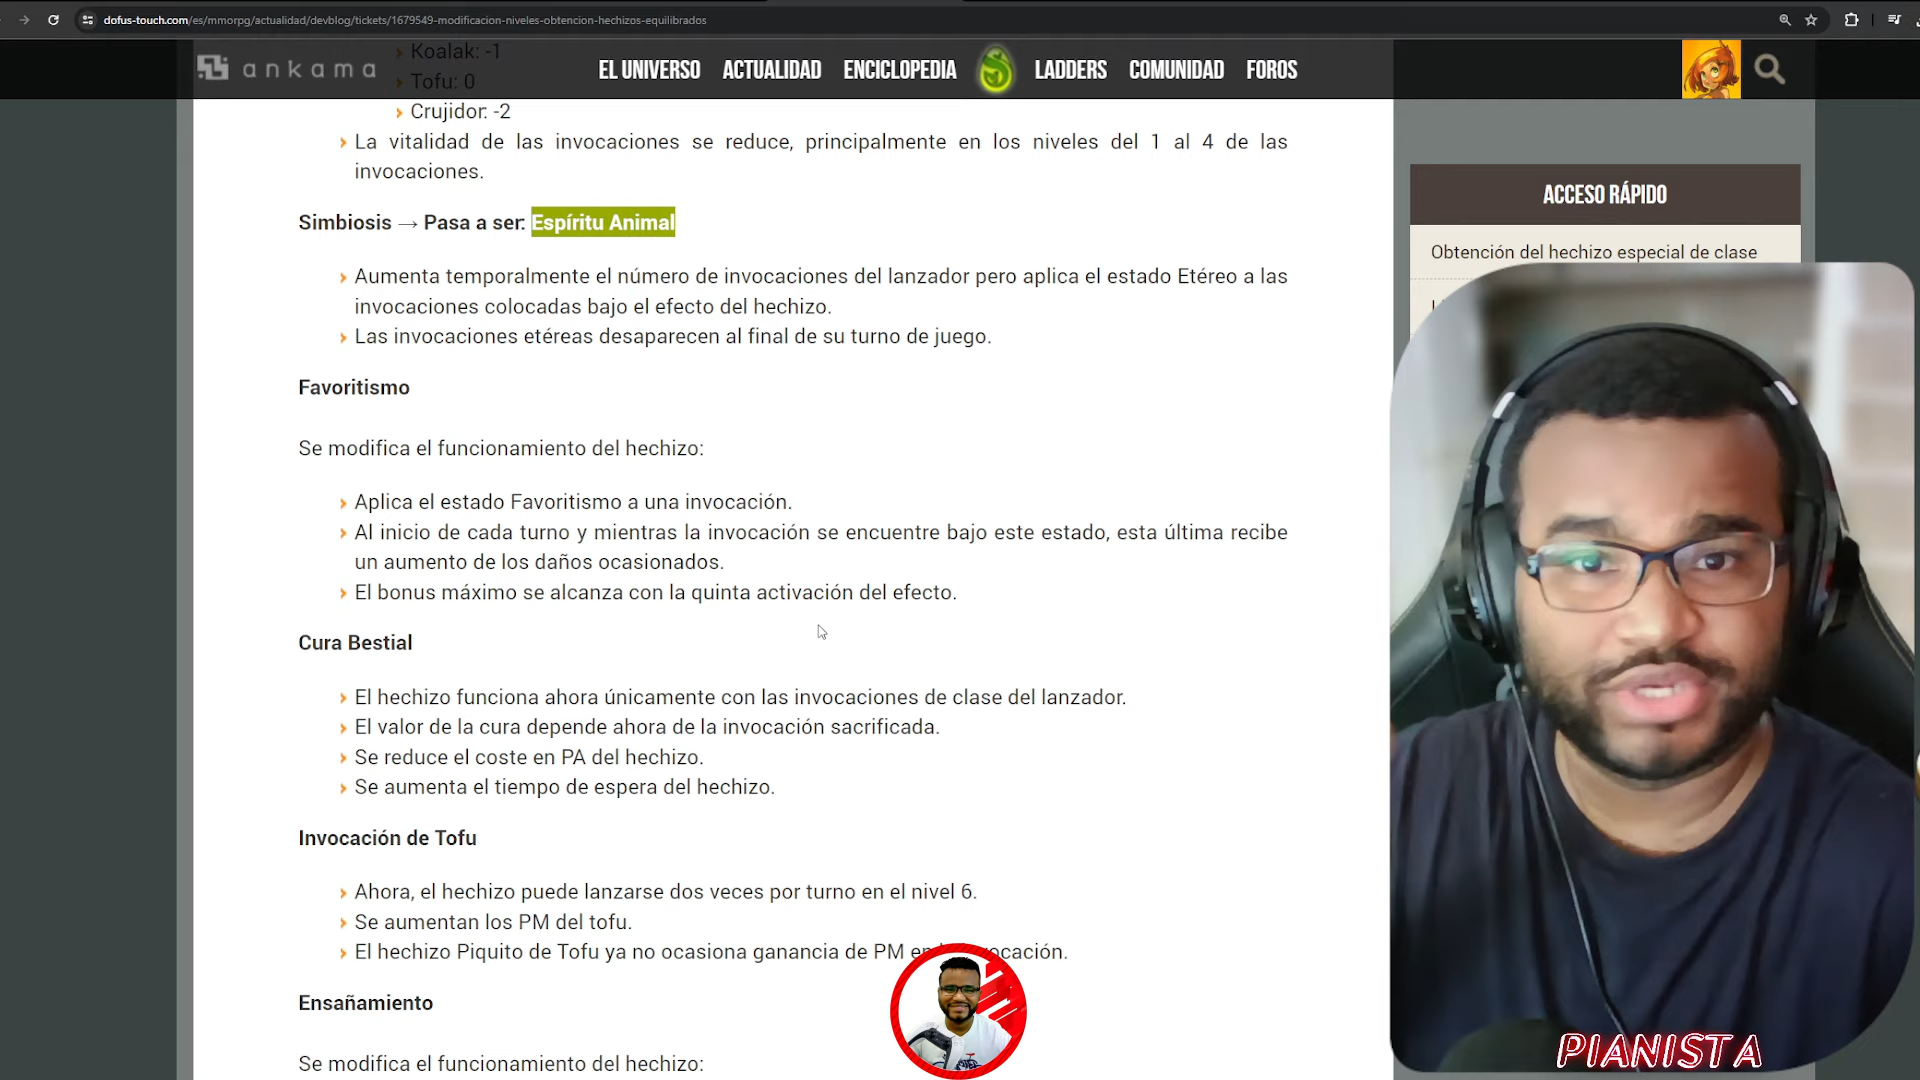 dofus-touch.com/es/mmorpg/actualidad/devblog/tickets/1679549-modificacion-niveles-obtencion-hechizos-equilibrados
Koalak: -1
ankama
EL UNIVERSO ACTUALIDAD ENCICLOPEDIA LADDERS COMUNIDAD FOROS
Tofu: 0
Crujidor: -2
La vitalidad de las invocaciones se reduce, principalmente en los niveles del 1 al 4 de las
invocaciones.
Simbiosis → Pasa a ser: Espíritu Animal
Aumenta temporalmente el número de invocaciones del lanzador pero aplica el estado Etéreo a las
invocaciones colocadas bajo el efecto del hechizo.
Las invocaciones etéreas desaparecen al final de su turno de juego.
Favoritismo
Se modifica el funcionamiento del hechizo:
Aplica el estado Favoritismo a una invocación.
Al inicio de cada turno y mientras la invocación se encuentre bajo este estado, esta última recibe
un aumento de los daños ocasionados.
El bonus máximo se alcanza con la quinta activación del efecto.
Cura Bestial
El hechizo funciona ahora únicamente con las invocaciones de clase del lanzador.
El valor de la cura depende ahora de la invocación sacrificada.
Se reduce el coste en PA del hechizo.
Se aumenta el tiempo de espera del hechizo.
Invocación de Tofu
Ahora, el hechizo puede lanzarse dos veces por turno en el nivel 6.
Se aumentan los PM del tofu.
El hechizo Piquito de Tofu ya no ocasiona ganancia de PM
Ensañamiento
Se modifica el funcionamiento del hechizo:
ACCESO RÁPIDO
Obtención del hechizo especial de clase
PIANISTA